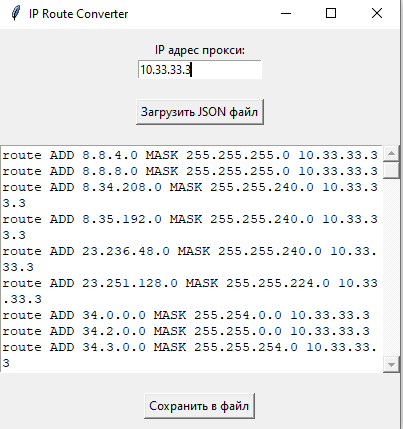 IP Route Converter
IP адрес прокси:
10.33.33.3
Загрузить JSON файл
route ADD 8.8.4.0 MASK 255.255.255.0 10.33.33.3
route ADD 8.8.8.0 MASK 255.255.255.0 10.33.33.3
route ADD 8.34.208.0 MASK 255.255.240.0 10.33.3
3.3
route ADD 8.35.192.0 MASK 255.255.240.0 10.33.3
3.3
route ADD 23.236.48.0 MASK 255.255.240.0 10.33.
33.3
route ADD 23.251.128.0 MASK 255.255.224.0 10.33
.33.3
route ADD 34.0.0.0 MASK 255.254.0.0 10.33.33.3
route ADD 34.2.0.0 MASK 255.255.0.0 10.33.33.3
route ADD 34.3.0.0 MASK 255.255.254.0 10.33.33.
3
Сохранить в файл